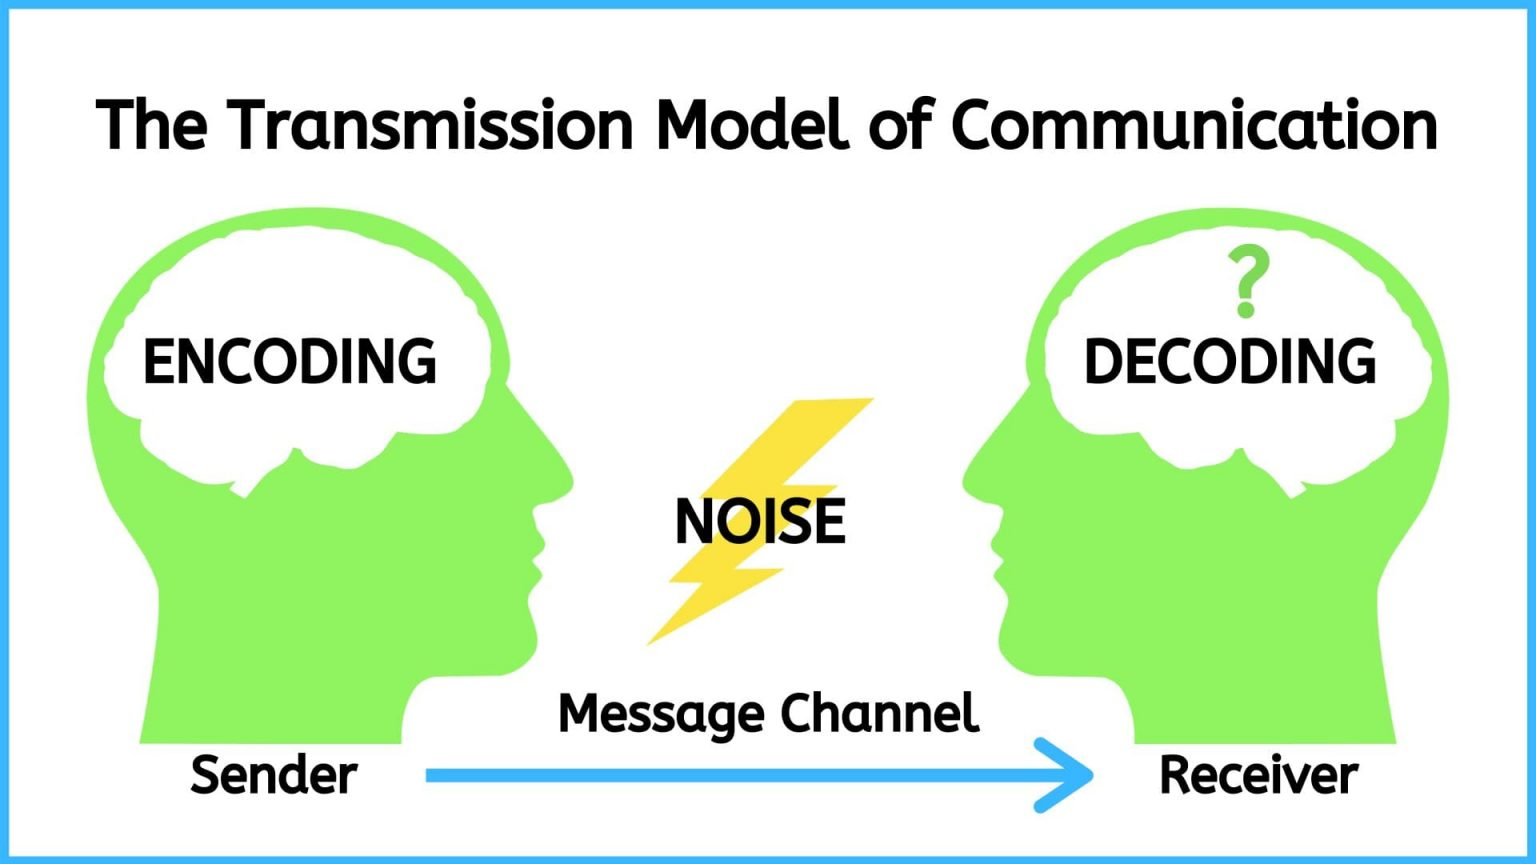 The Transmission Model of Communication
ENCODING
?
DECODING
NOISE
Message Channel
Sender
Receiver